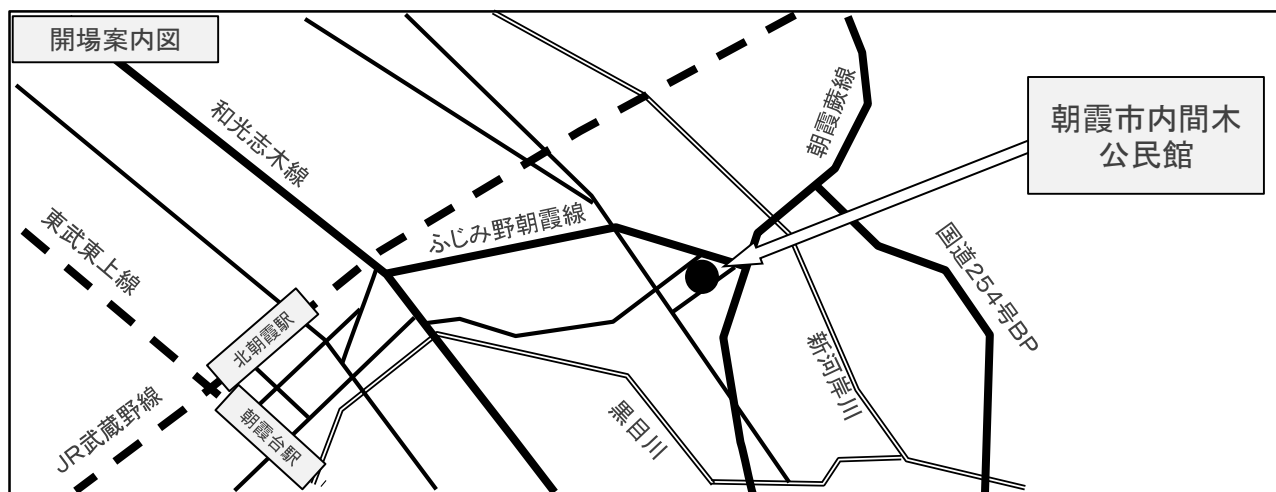 開場案内図
和光志木線
朝霞蕨線
朝霞市内間木
公民館
東武東上線
ふじみ野朝霞線
国道254号BP
北朝霞駅
新河岸川
JR武蔵野線
朝霞台駅
黒目川